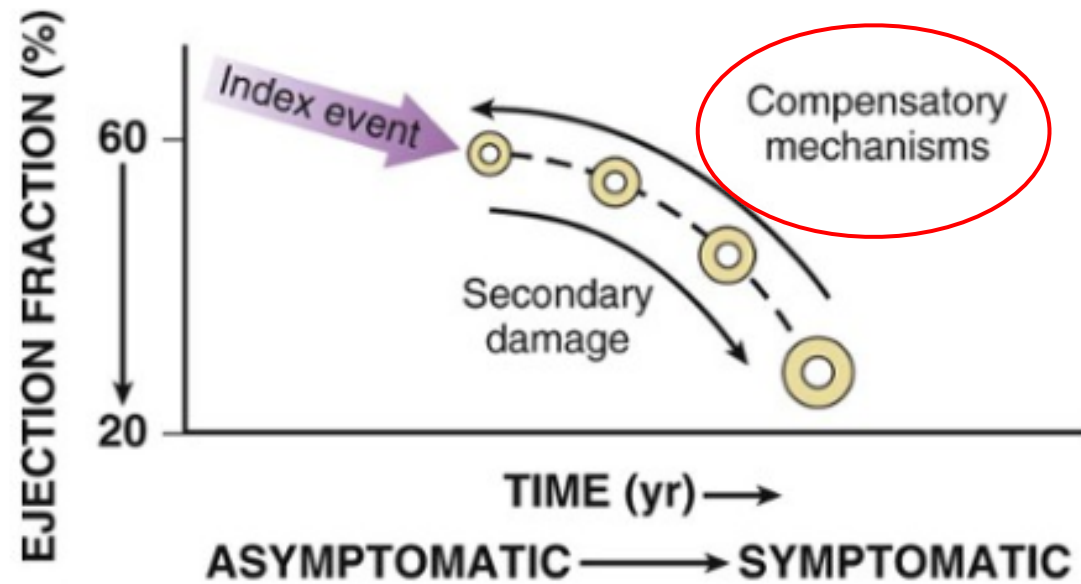 EJECTION FRACTION (%)
60
20
Index event
Compensatory
mechanisms
Secondary
damage
TIME (yr)
ASYMPTOMATIC
SYMPTOMATIC